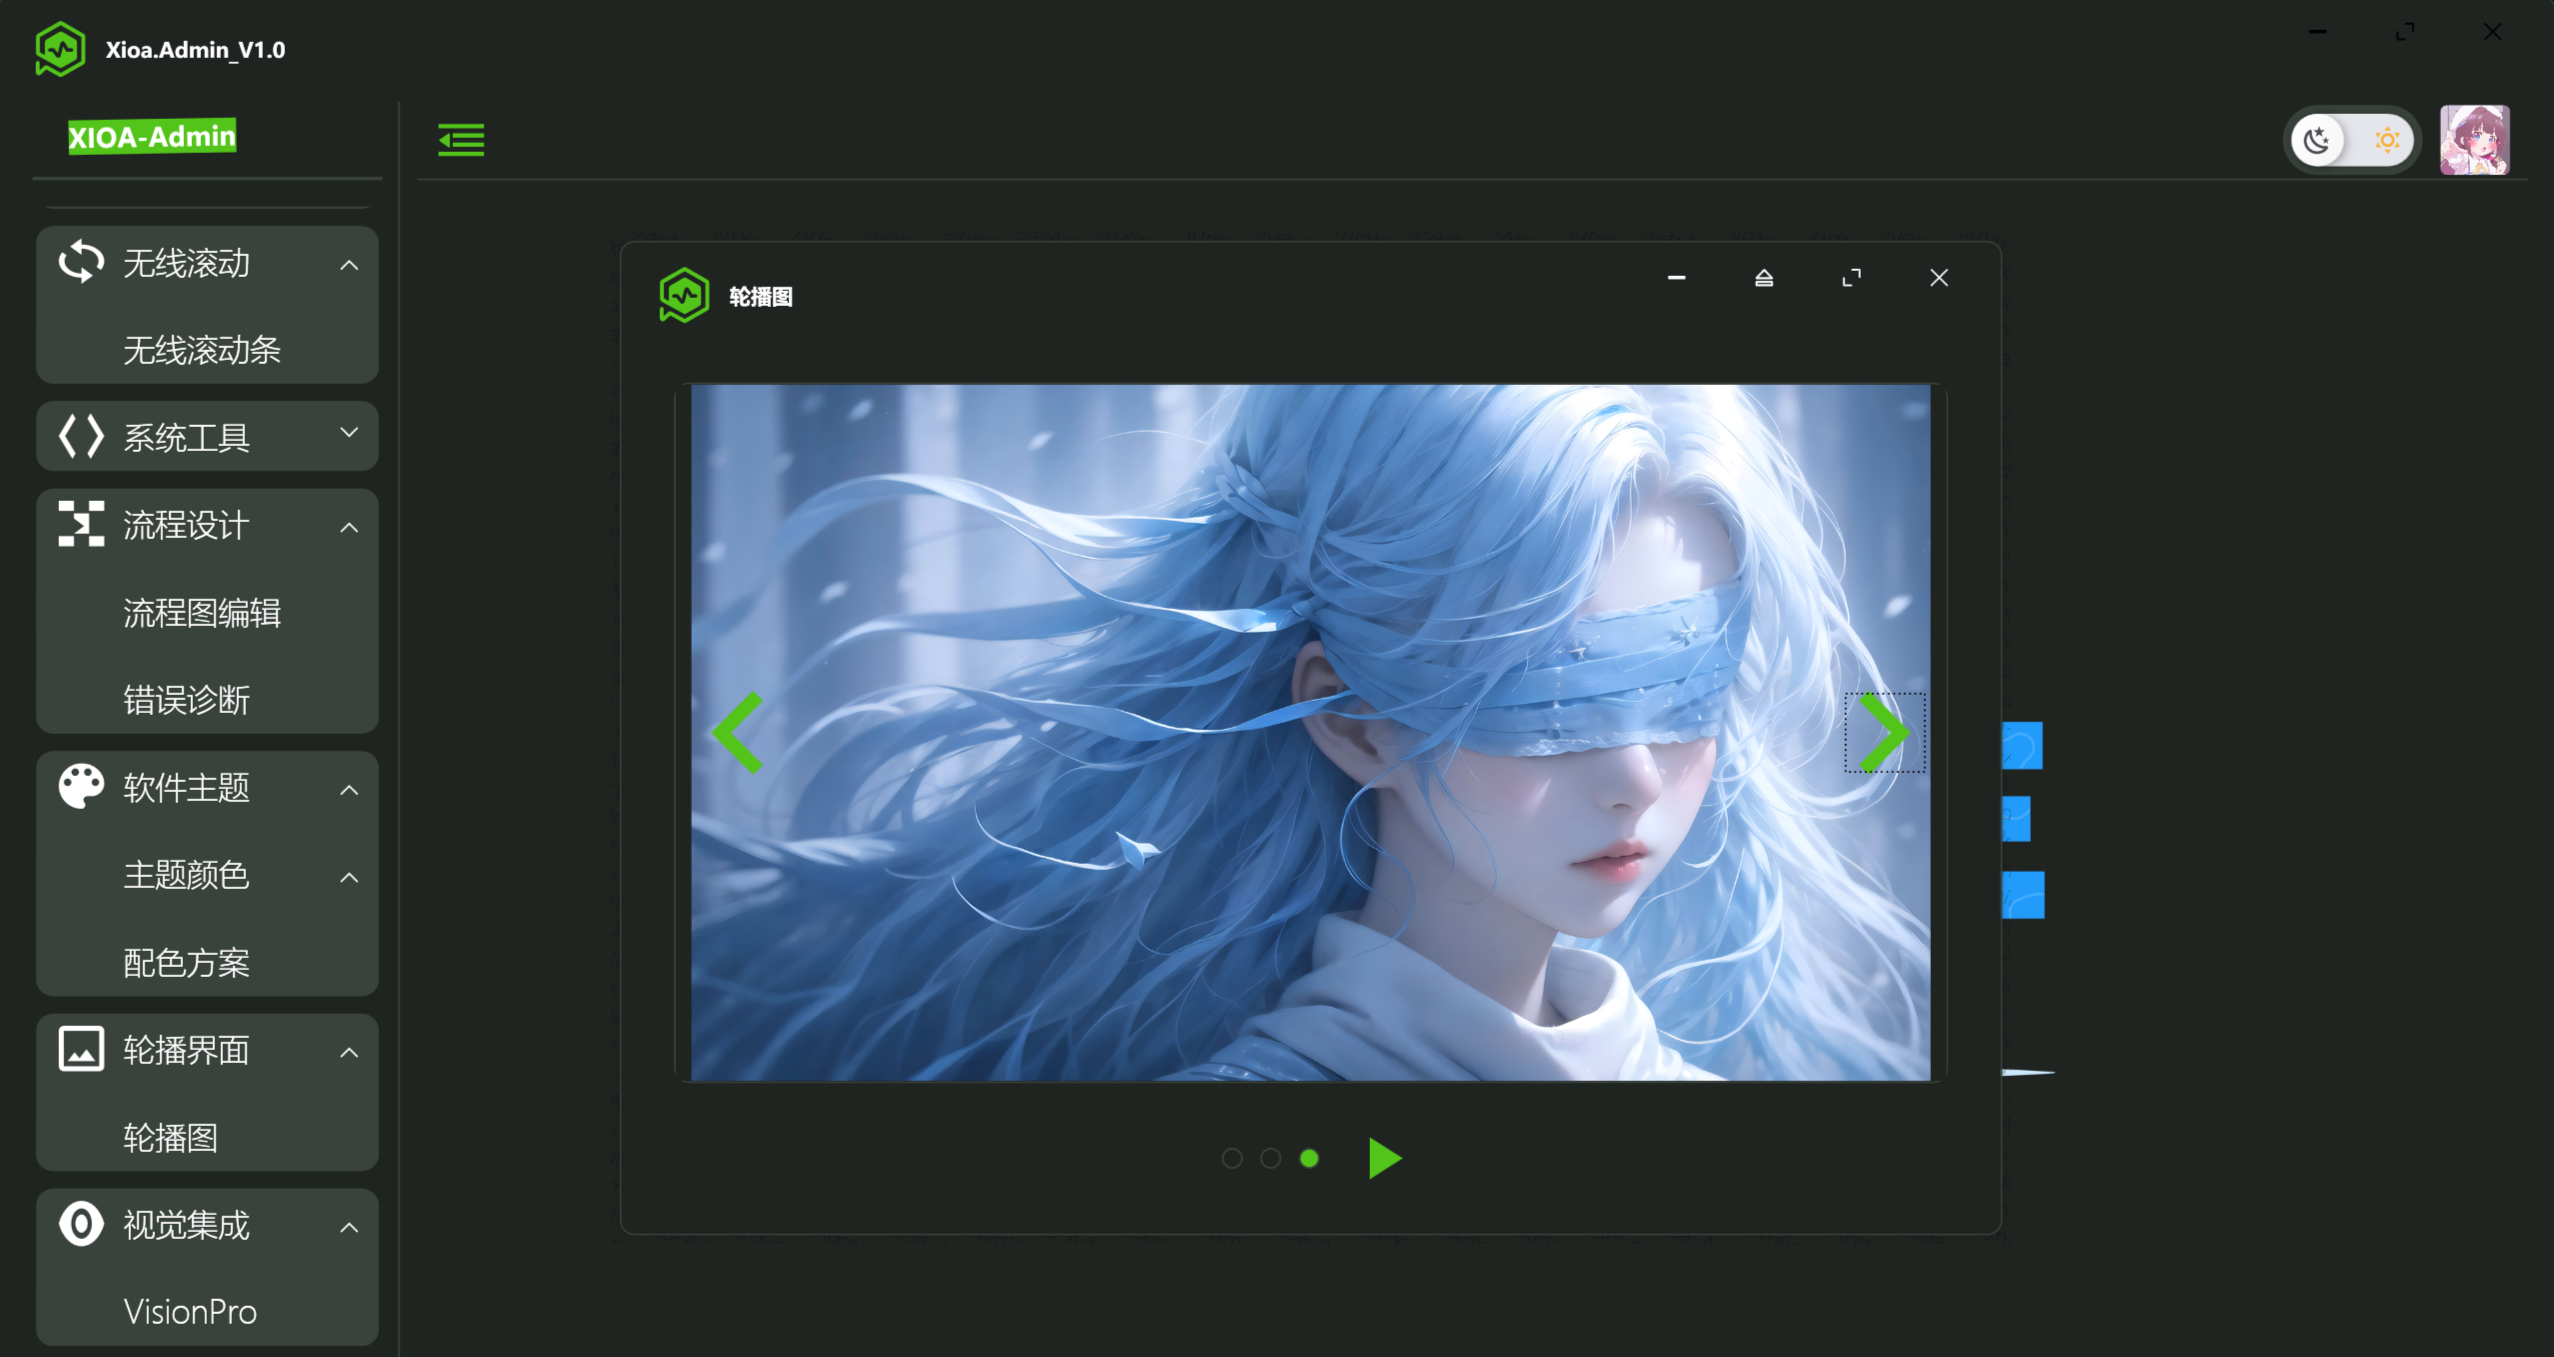 Xioa.Admin_V1.0
XIOA-Admin
无线滚动
无线滚动条
系统工具
流程设计
流程图编辑
错误诊断
软件主题
主题颜色
配色方案
轮播界面
轮播图
视觉集成
VisionPro
轮播图